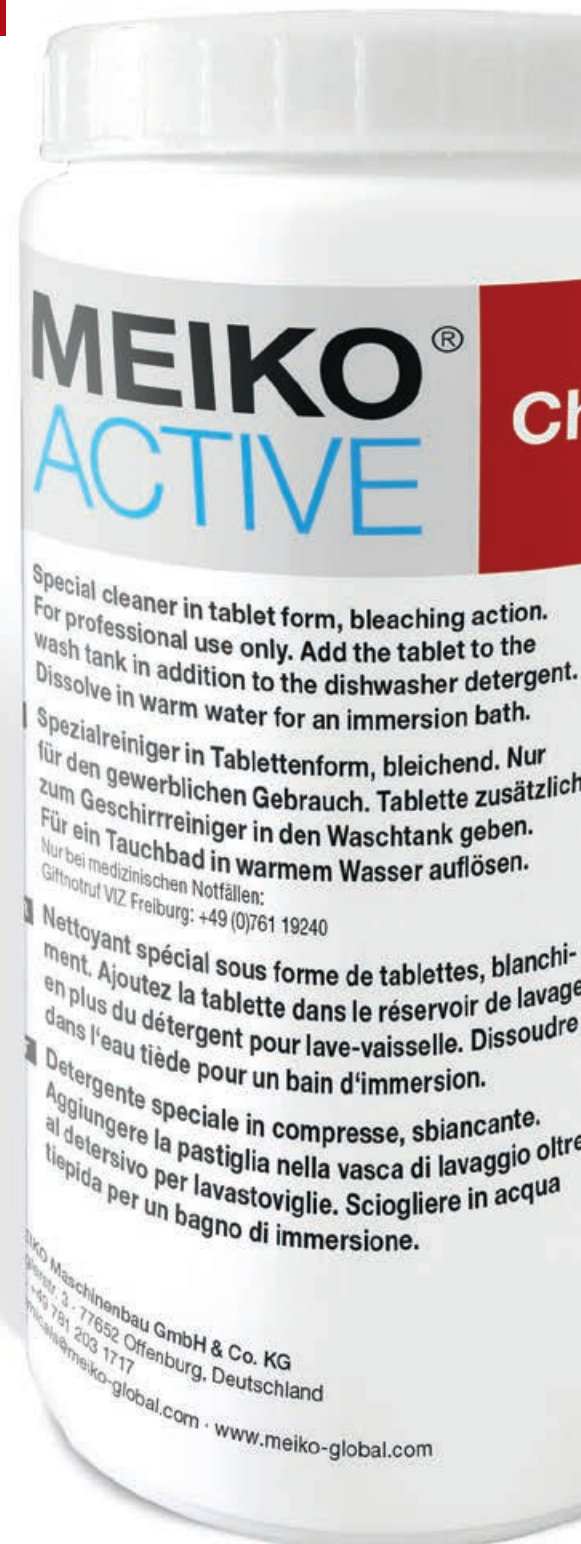 MEIKO®
ACTIVE
Ch
Special cleaner in tablet form, bleaching action.
For professional use only. Add the tablet to the
wash tank in addition to the dishwasher detergent.
Dissolve in warm water for an immersion bath.
Spezialreiniger in Tablettenform, bleichend. Nur
für den gewerblichen Gebrauch. Tablette zusätzlich
zum Geschirrreiniger in den Waschtank geben.
Für ein Tauchbad in warmem Wasser auflösen.
Nur bei medizinischen Notfällen:
Giftnotruf VIZ Freiburg: +49 (0)761 19240
Nettoyant spécial sous forme de tablettes, blanchi-
ment. Ajoutez la tablette dans le réservoir de lavage
en plus du détergent pour lave-vaisselle. Dissoudre
dans l'eau tiède pour un bain d'immersion.
Detergente speciale in compresse, sbiancante.
Aggiungere la pastiglia nella vasca di lavaggio oltre
al detersivo per lavastoviglie. Sciogliere in acqua
tiepida per un bagno di immersione.
IKO Maschinenbau GmbH & Co. KG
3 · 77652 Offenburg, Deutschland
+49 781 203 1717
@meiko-global.com · www.meiko-global.com